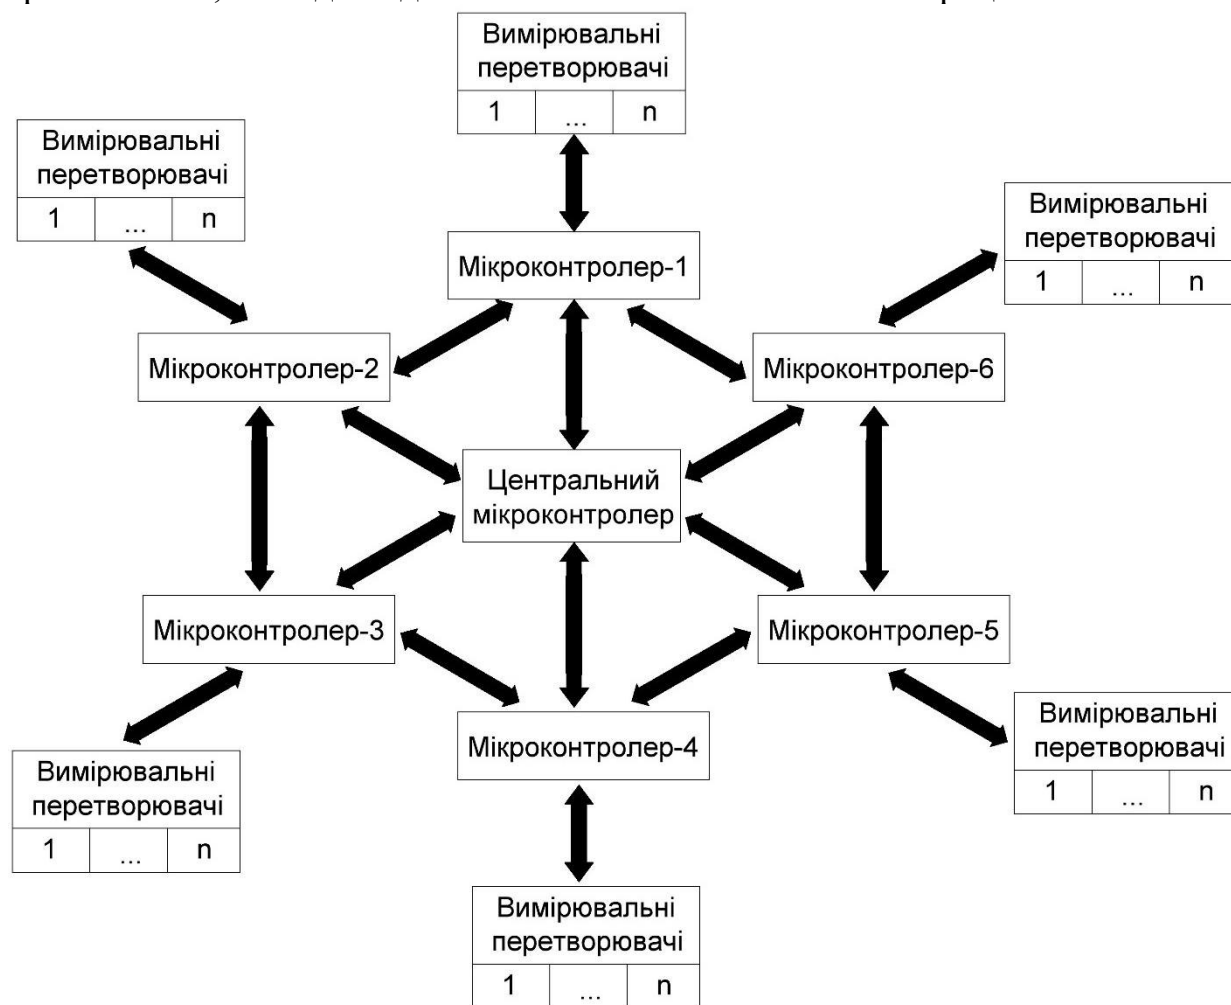 Вимірювальні
перетворювачі
1 ... n
Вимірювальні
перетворювачі
1 ... n
Вимірювальні
перетворювачі
1 ... n
Мікроконтролер-1
Мікроконтролер-2
Мікроконтролер-6
Центральний
мікроконтролер
Мікроконтролер-3
Мікроконтролер-5
Мікроконтролер-4
Вимірювальні
перетворювачі
1 ... n
Вимірювальні
перетворювачі
1 ... n
Вимірювальні
перетворювачі
1 ... n